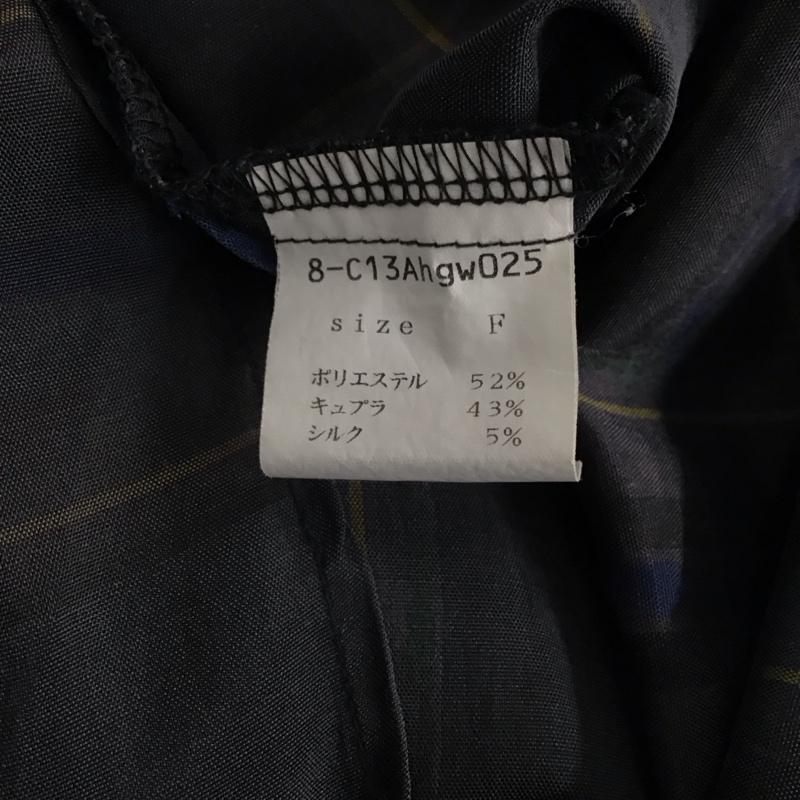 8-C13Ahgw025
size F
ポリエステル 52%
キュプラ 43%
シルク 5%